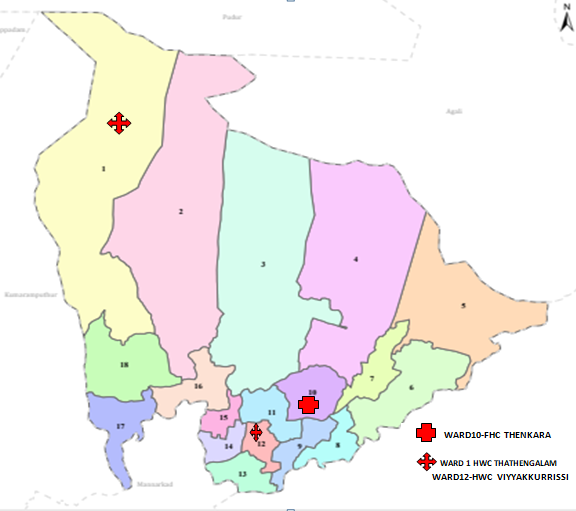 N
Pudur
Agali
1
2
3
4
5
Kumaramputhur
18
7
6
16
10
11
15
17
12
14
9
8
13
Mannarkad
WARD10-FHC THENKARA
WARD 1 HWC THATHENGALAM
WARD12-HWC VIYYAKKURRISSI